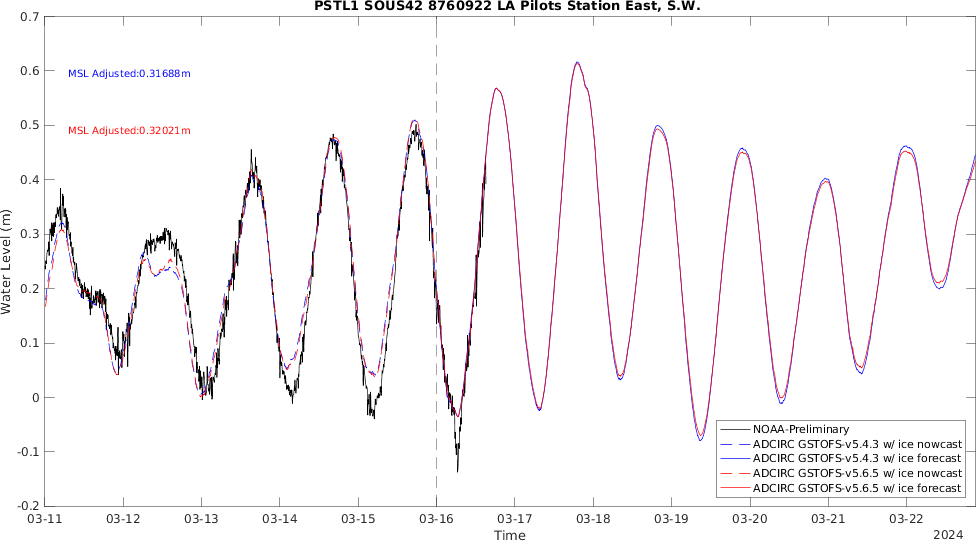 PSTL1 SOUS42 8760922 LA Pilots Station East, S.W.
0.7
0.6
0.5
0.4
0.3
0.2
0.1
0
-0.1
-0.2
Water Level (m)
MSL Adjusted:0.31688m
MSL Adjusted:0.32021m
NOAA-Preliminary
ADCIRC GSTOFS-v5.4.3 w/ ice nowcast
ADCIRC GSTOFS-v5.4.3 w/ ice forecast
ADCIRC GSTOFS-v5.6.5 w/ ice nowcast
ADCIRC GSTOFS-v5.6.5 w/ ice forecast
03-11 03-12 03-13 03-14 03-15 03-16 03-17 03-18 03-19 03-20 03-21 03-22
Time
2024